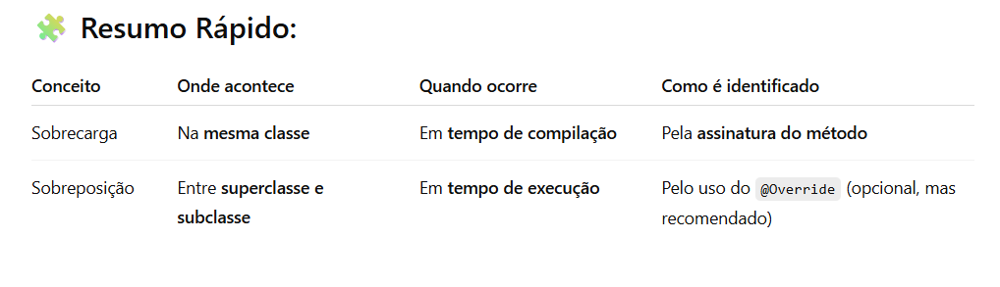 🧩 Resumo Rápido:
Conceito Onde acontece Quando ocorre Como é identificado
Sobrecarga Na mesma classe Em tempo de compilação Pela assinatura do método
Sobreposição Entre superclasse e subclasse Em tempo de execução Pelo uso do @Override (opcional, mas recomendado)